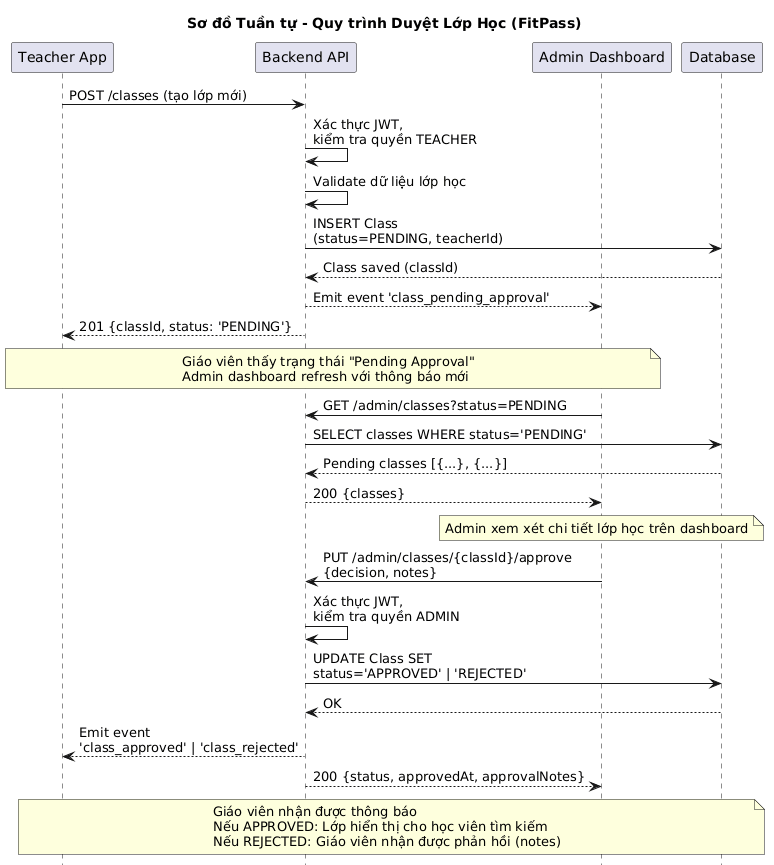 Sơ đồ Tuần tự - Quy trình Duyệt Lớp Học (FitPass)
Teacher App
Backend API
Admin Dashboard
Database
POST /classes (tạo lớp mới)
Xác thực JWT,
kiểm tra quyền TEACHER
Validate dữ liệu lớp học
INSERT Class
(status=PENDING, teacherId)
Class saved (classId)
Emit event 'class_pending_approval'
201 {classId, status: 'PENDING'}
Giáo viên thấy trạng thái "Pending Approval"
Admin dashboard refresh với thông báo mới
GET /admin/classes?status=PENDING
SELECT classes WHERE status='PENDING'
Pending classes [{...}, {...}]
200 {classes}
Admin xem xét chi tiết lớp học trên dashboard
PUT /admin/classes/{classId}/approve
{decision, notes}
Xác thực JWT,
kiểm tra quyền ADMIN
UPDATE Class SET
status='APPROVED' | 'REJECTED'
OK
Emit event
'class_approved' | 'class_rejected'
200 {status, approvedAt, approvalNotes}
Giáo viên nhận được thông báo
Nếu APPROVED: Lớp hiển thị cho học viên tìm kiếm
Nếu REJECTED: Giáo viên nhận được phản hồi (notes)